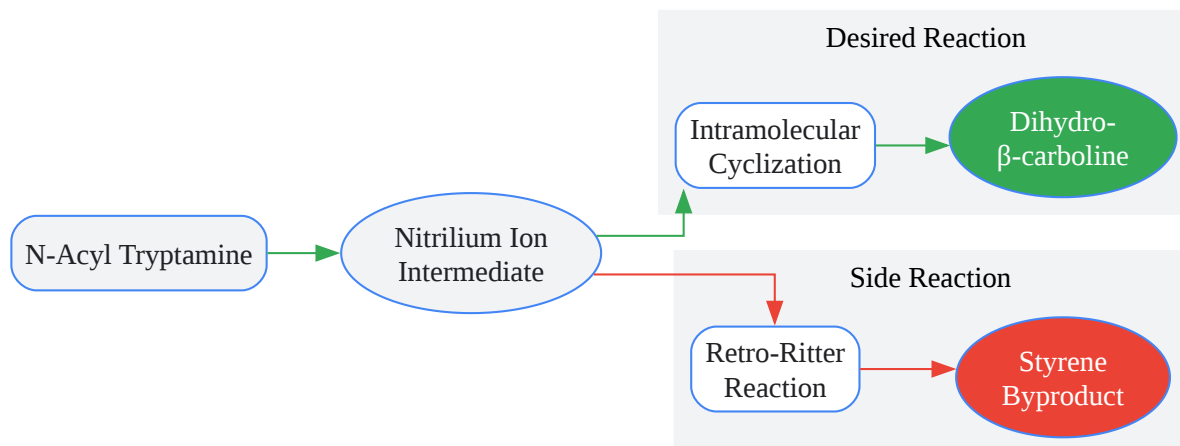 Desired Reaction
Intramolecular
Cyclization
Dihydro-
β-carboline
N-Acyl Tryptamine
Nitrilium Ion
Intermediate
Side Reaction
Retro-Ritter
Reaction
Styrene
Byproduct